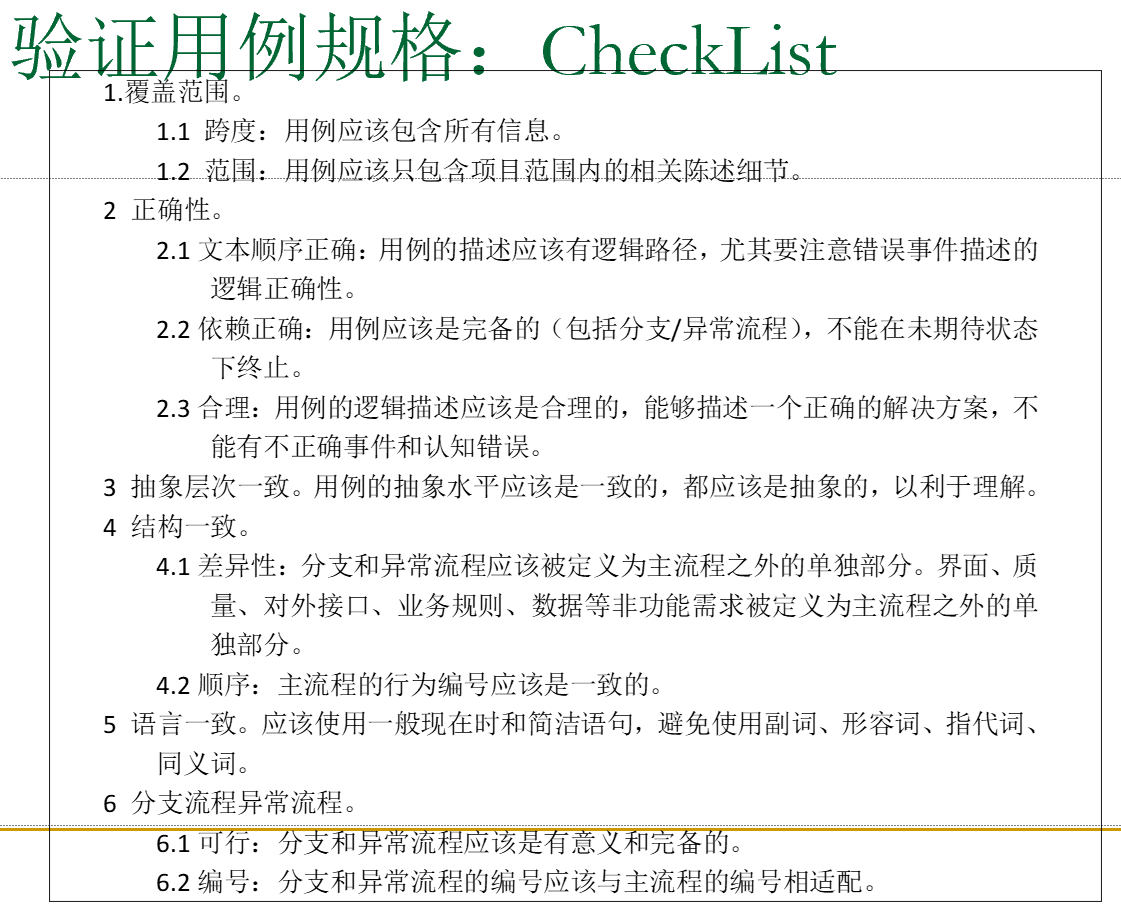 验证用例规格：CheckList
1.覆盖范围。
1.1 跨度：用例应该包含所有信息。
1.2 范围：用例应该只包含项目范围内的相关陈述细节。
2 正确性。
2.1 文本顺序正确：用例的描述应该有逻辑路径，尤其要注意错误事件描述的
逻辑正确性。
2.2 依赖正确：用例应该是完备的（包括分支/异常流程），不能在未期待状态
下终止。
2.3 合理：用例的逻辑描述应该是合理的，能够描述一个正确的解决方案，不
能有不正确事件和认知错误。
3 抽象层次一致。用例的抽象水平应该是一致的，都应该是抽象的，以利于理解。
4 结构一致。
4.1 差异性：分支和异常流程应该被定义为主流程之外的单独部分。界面、质
量、对外接口、业务规则、数据等非功能需求被定义为主流程之外的单
独部分。
4.2 顺序：主流程的行为编号应该是一致的。
5 语言一致。应该使用一般现在时和简洁语句，避免使用副词、形容词、指代词、
同义词。
6 分支流程异常流程。
6.1 可行：分支和异常流程应该是有意义和完备的。
6.2 编号：分支和异常流程的编号应该与主流程的编号相适配。